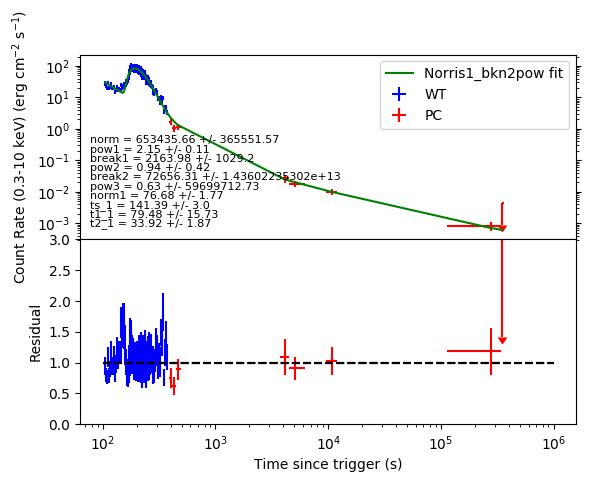 Count Rate (0.3-10 keV) (erg cm⁻² s⁻¹)
10²
10¹
10⁰
10⁻¹
10⁻²
10⁻³
Norris1_bkn2pow fit
WT
PC
norm = 653435.66 +/- 365551.57
pow1 = 2.15 +/- 0.11
break1 = 2163.98 +/- 1029.2
pow2 = 0.94 +/- 0.42
break2 = 72656.31 +/- 1.43602235302e+13
pow3 = 0.63 +/- 59699712.73
norm1 = 76.68 +/- 1.77
ts_1 = 141.39 +/- 3.0
t1_1 = 79.48 +/- 15.73
t2_1 = 33.92 +/- 1.87
Residual
3.0
2.5
2.0
1.5
1.0
0.5
0.0
10² 10³ 10⁴ 10⁵ 10⁶
Time since trigger (s)